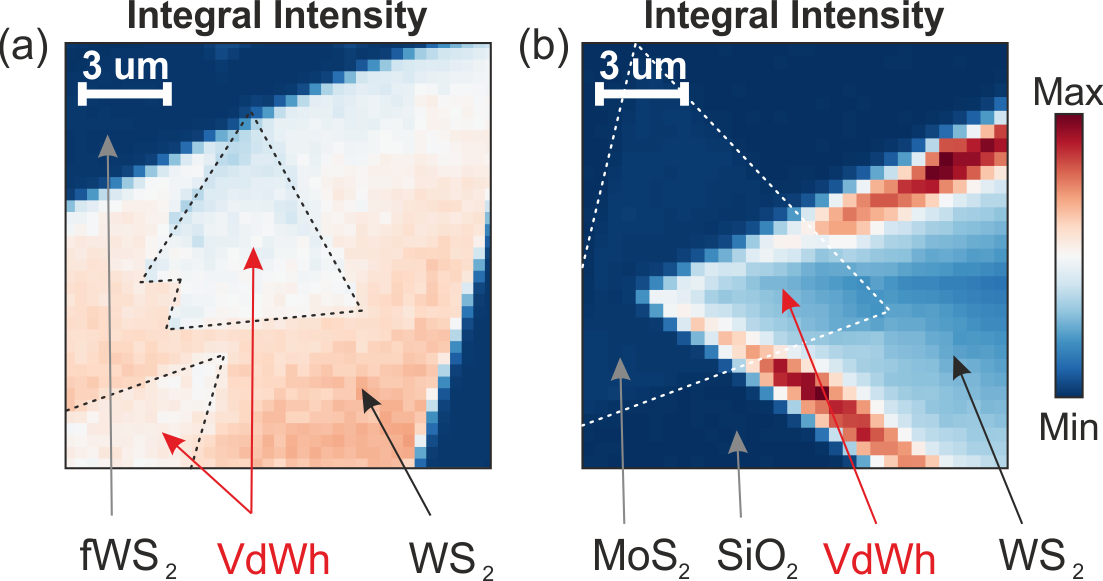 Integral Intensity
Integral Intensity
(a)
(b)
3 um
3 um
Max
Min
fWS₂
VdWh
WS₂
MoS₂
SiO₂
VdWh
WS₂